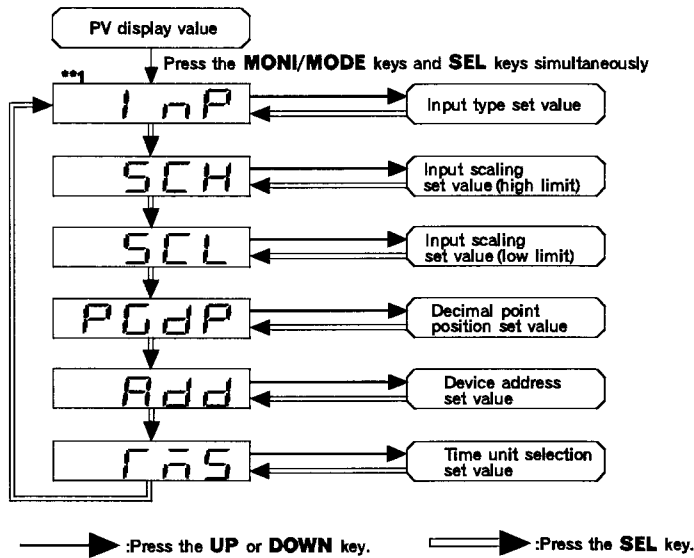 PV display value
Press the MONI/MODE keys and SEL keys simultaneously
**1
InP
Input type set value
SCH
Input scaling
set value (high limit)
SCL
Input scaling
set value (low limit)
PGdP
Decimal point
position set value
Add
Device address
set value
TmS
Time unit selection
set value
:Press the UP or DOWN key.
:Press the SEL key.